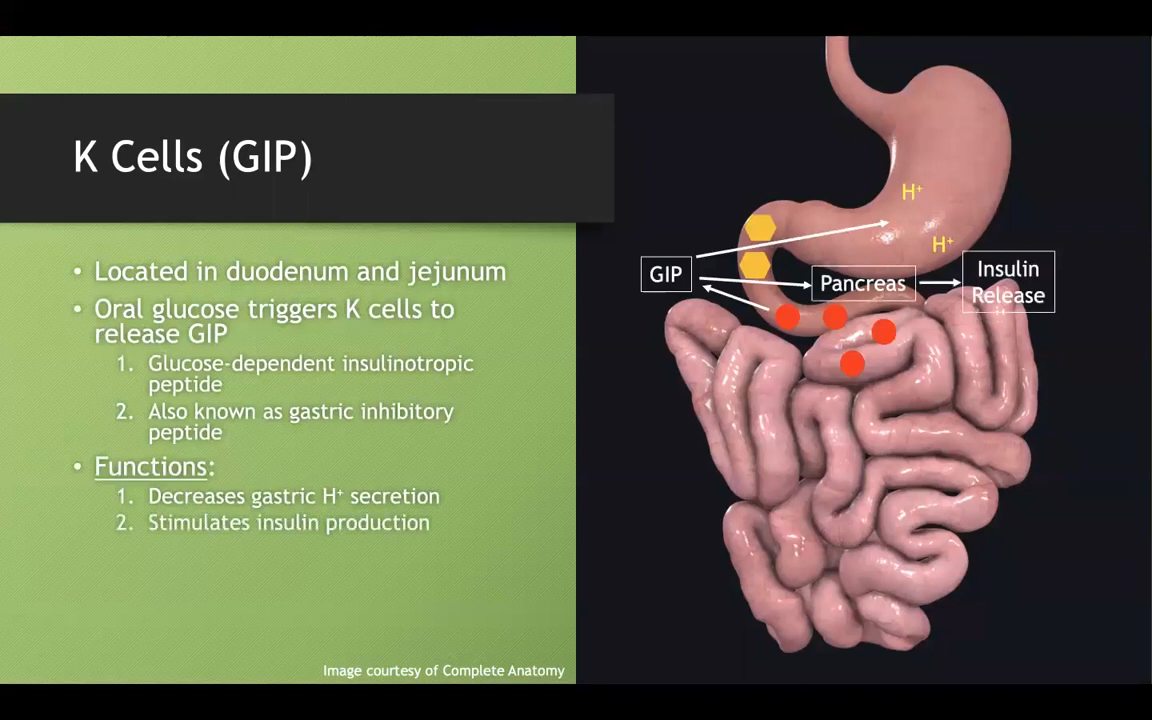 K Cells (GIP)
• Located in duodenum and jejunum
• Oral glucose triggers K cells to
release GIP
1. Glucose-dependent insulinotropic
peptide
2. Also known as gastric inhibitory
peptide
• Functions:
1. Decreases gastric H⁺ secretion
2. Stimulates insulin production
Image courtesy of Complete Anatomy
H⁺
H⁺
GIP
Pancreas
Insulin
Release